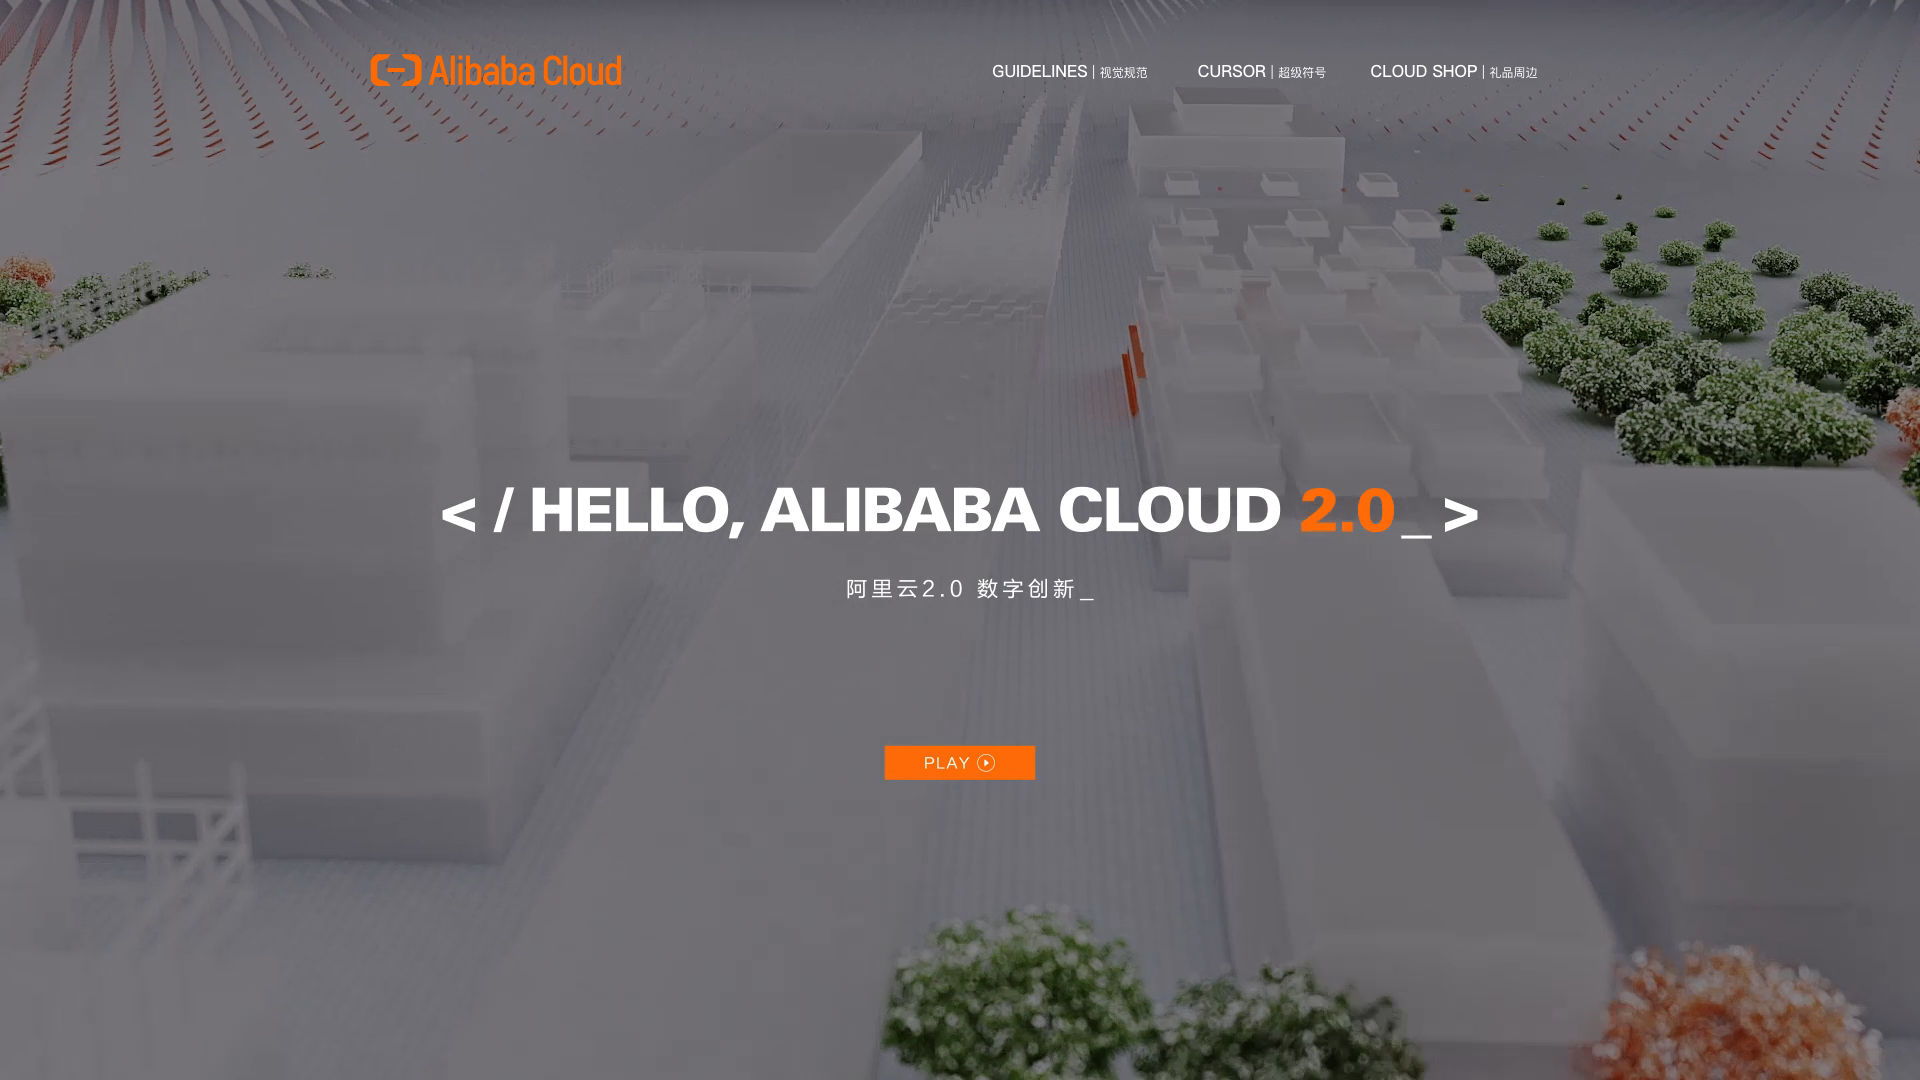 Alibaba Cloud
GUIDELINES | 视觉规范
CURSOR | 超级符号
CLOUD SHOP | 礼品周边
< / HELLO, ALIBABA CLOUD 2.0_ >
阿里云2.0 数字创新_
PLAY